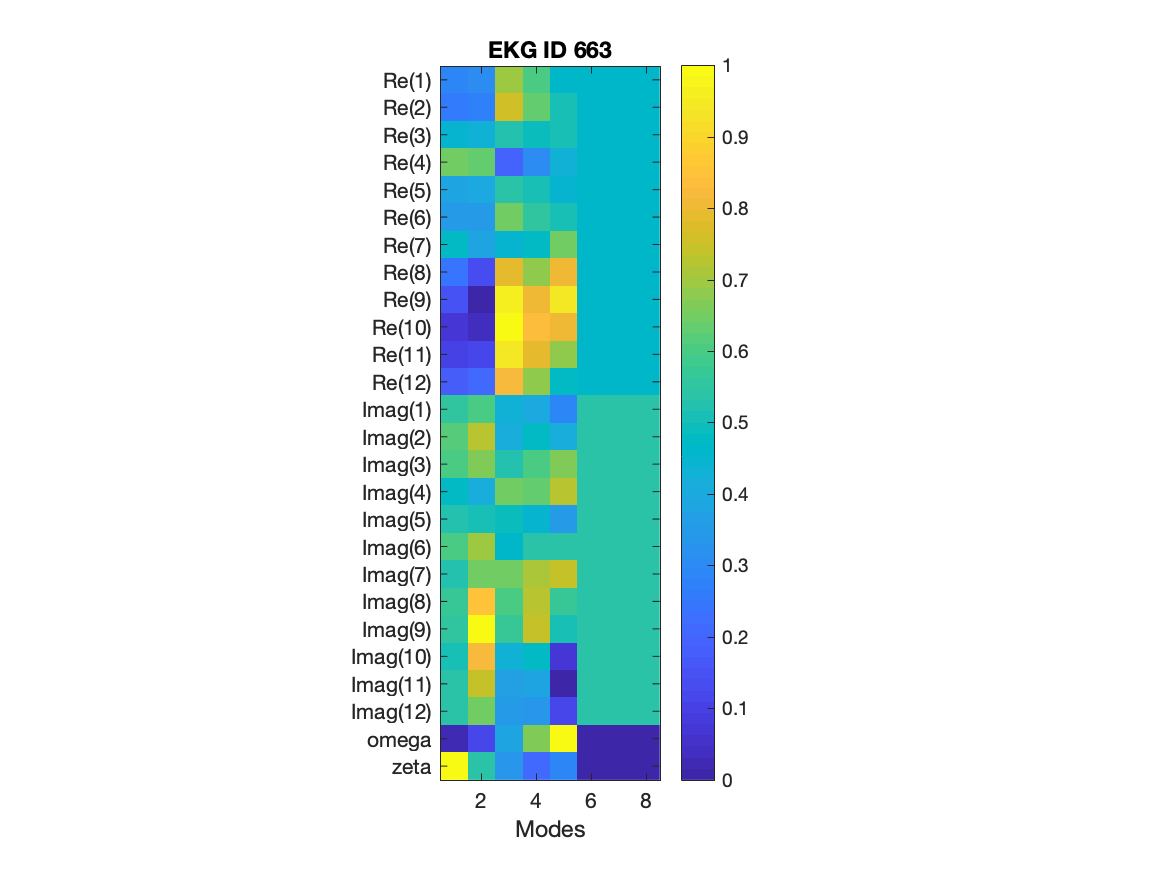 EKG ID 663
Re(1)
Re(2)
Re(3)
Re(4)
Re(5)
Re(6)
Re(7)
Re(8)
Re(9)
Re(10)
Re(11)
Re(12)
Imag(1)
Imag(2)
Imag(3)
Imag(4)
Imag(5)
Imag(6)
Imag(7)
Imag(8)
Imag(9)
Imag(10)
Imag(11)
Imag(12)
omega
zeta
2 4 6 8
Modes
1
0.9
0.8
0.7
0.6
0.5
0.4
0.3
0.2
0.1
0